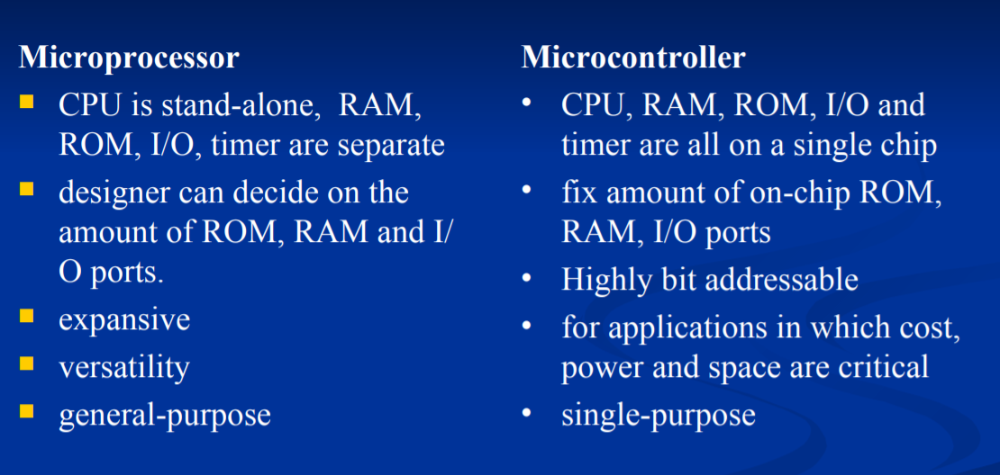 Microprocessor
■ CPU is stand-alone, RAM,
ROM, I/O, timer are separate
■ designer can decide on the
amount of ROM, RAM and I/
O ports.
■ expansive
■ versatility
■ general-purpose
Microcontroller
• CPU, RAM, ROM, I/O and
timer are all on a single chip
• fix amount of on-chip ROM,
RAM, I/O ports
• Highly bit addressable
• for applications in which cost,
power and space are critical
• single-purpose